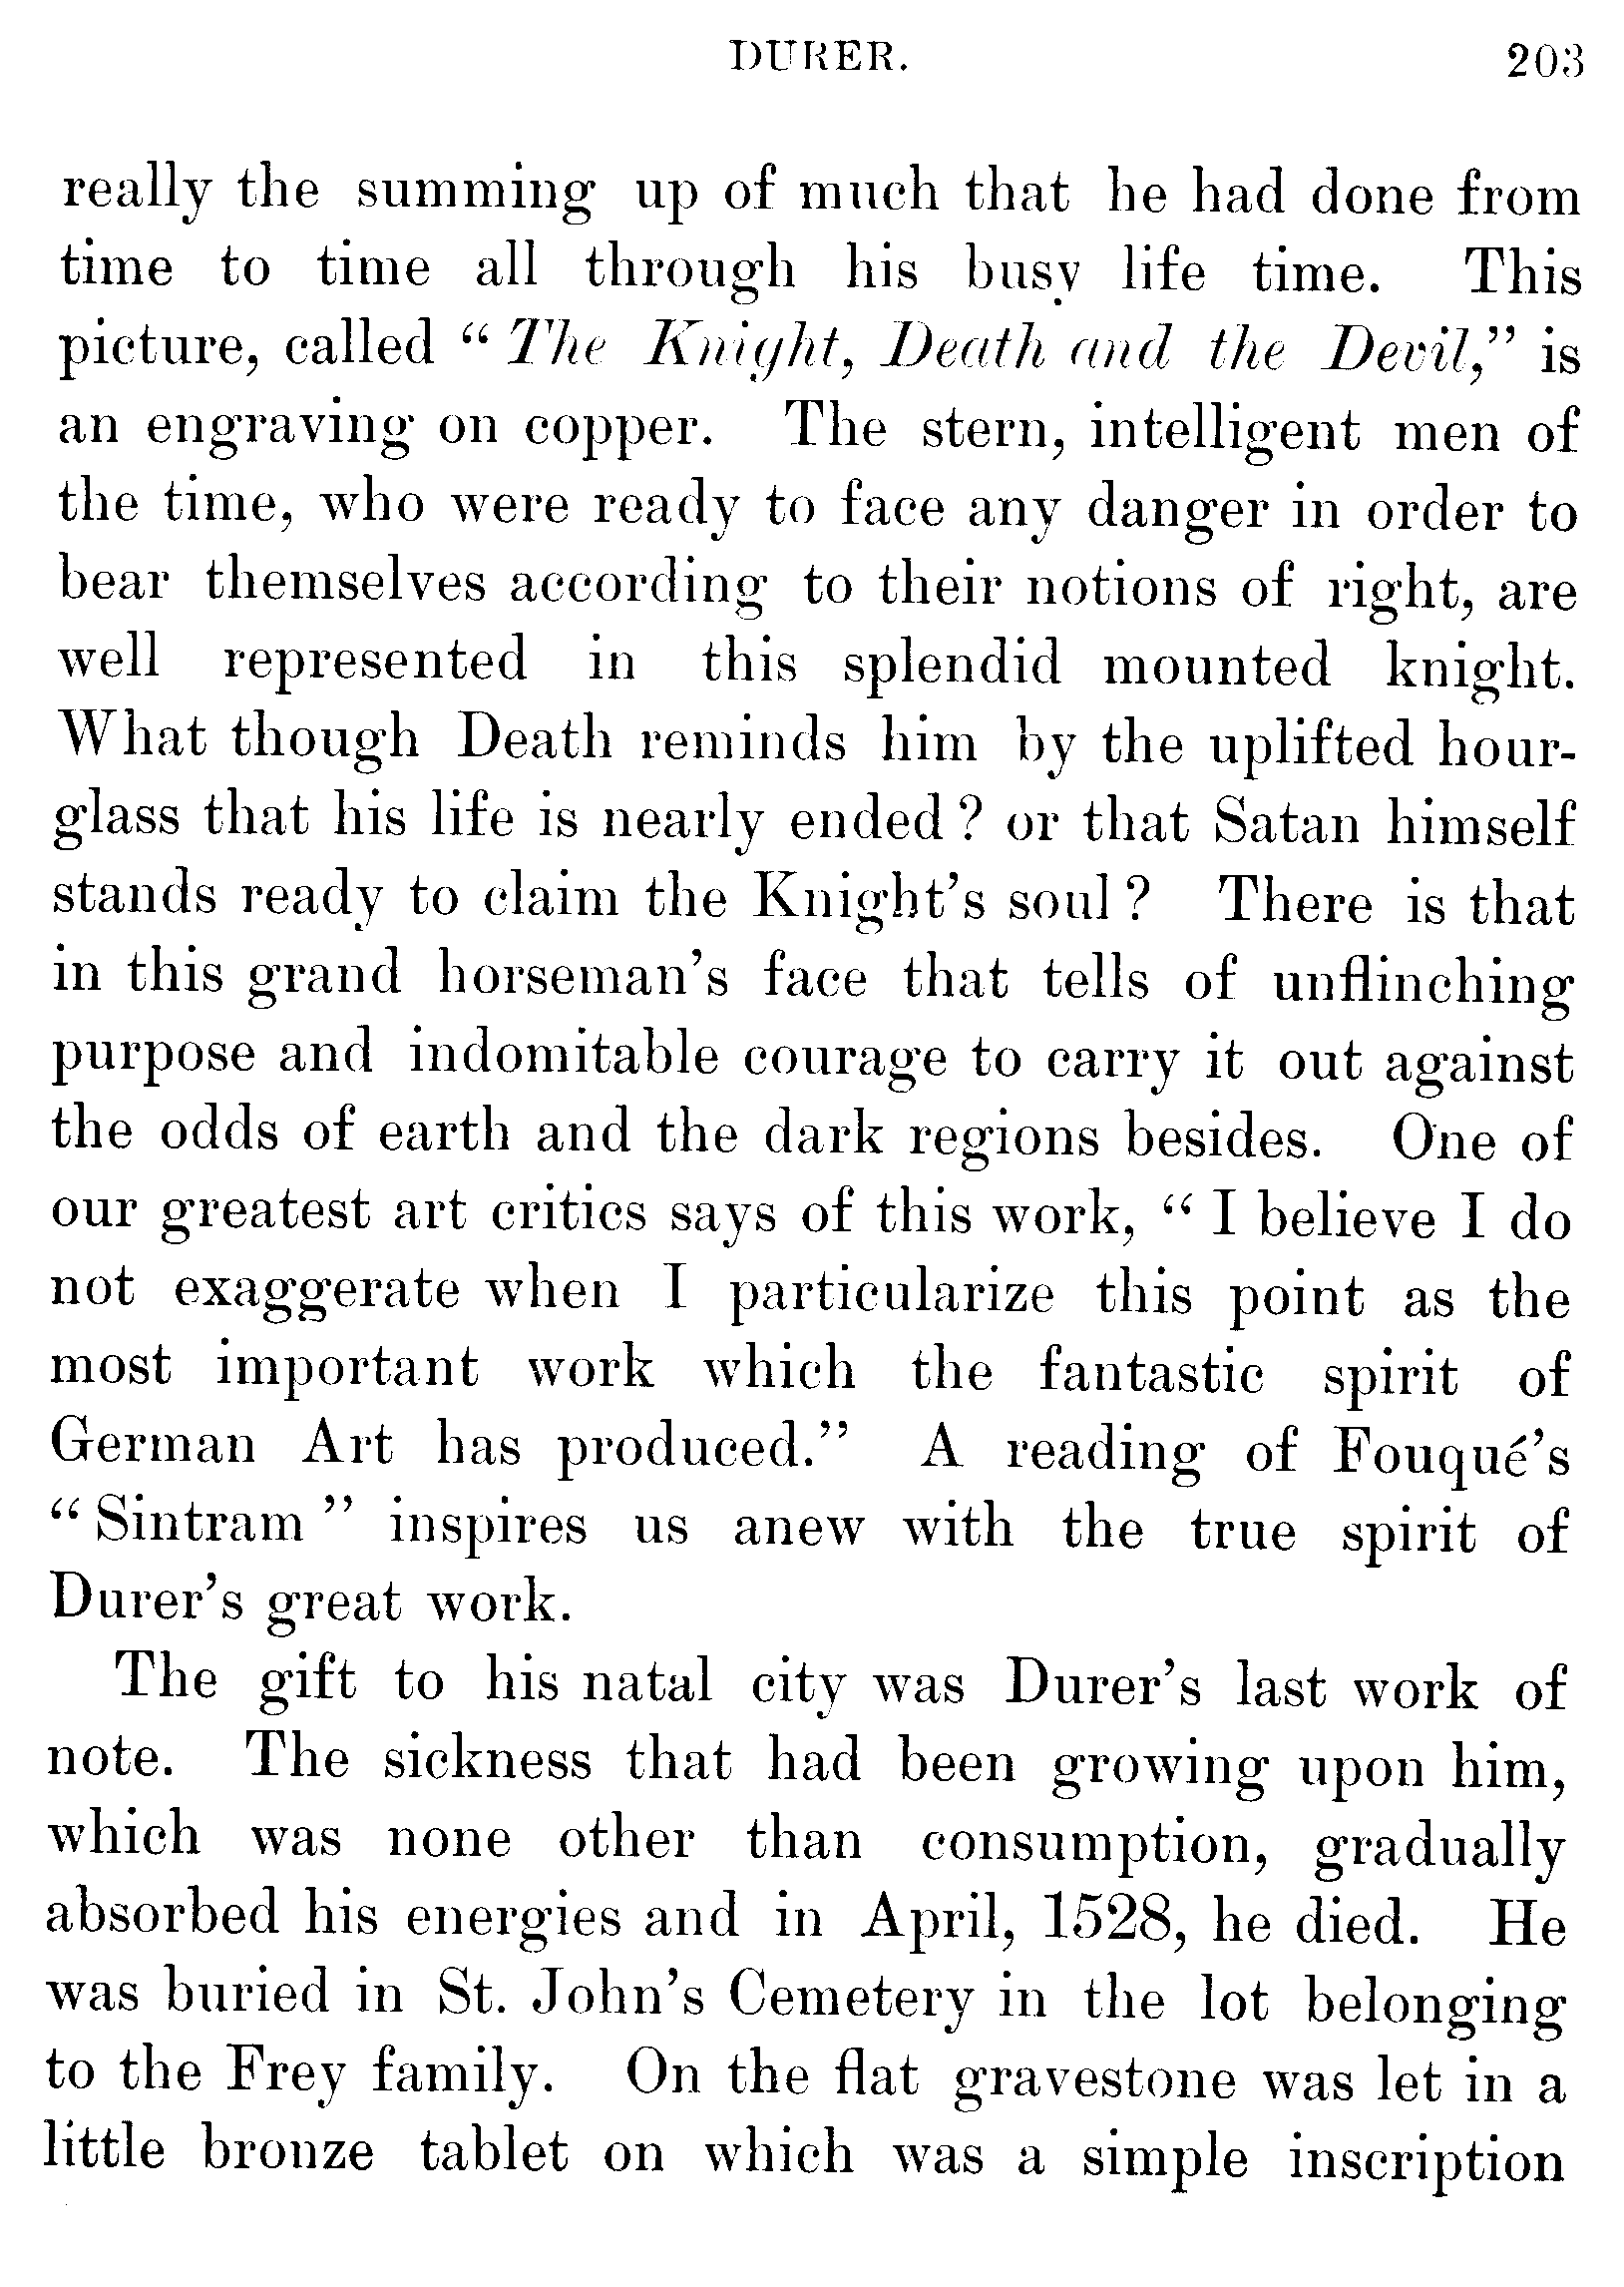 DURER. 203
really the summing up of much that he had done from
time to time all through his busy life time. This
picture, called “The Knight, Death and the Devil,” is
an engraving on copper. The stern, intelligent men of
the time, who were ready to face any danger in order to
bear themselves according to their notions of right, are
well represented in this splendid mounted knight.
What though Death reminds him by the uplifted hour-
glass that his life is nearly ended? or that Satan himself
stands ready to claim the Knight’s soul? There is that
in this grand horseman’s face that tells of unflinching
purpose and indomitable courage to carry it out against
the odds of earth and the dark regions besides. One of
our greatest art critics says of this work, “I believe I do
not exaggerate when I particularize this point as the
most important work which the fantastic spirit of
German Art has produced.” A reading of Fouqué’s
“Sintram” inspires us anew with the true spirit of
Durer’s great work.
The gift to his natal city was Durer’s last work of
note. The sickness that had been growing upon him,
which was none other than consumption, gradually
absorbed his energies and in April, 1528, he died. He
was buried in St. John’s Cemetery in the lot belonging
to the Frey family. On the flat gravestone was let in a
little bronze tablet on which was a simple inscription